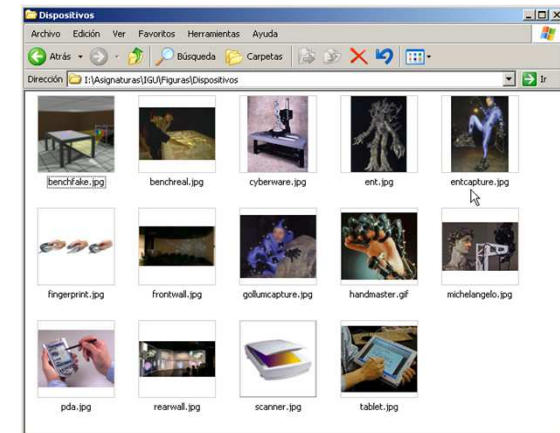 Dispositivos
Archivo Edición Ver Favoritos Herramientas Ayuda
Atrás Búsqueda Carpetas
Dirección I:\Asignaturas\IGU\Figuras\Dispositivos Ir
benchfake.jpg benchreal.jpg cyberware.jpg ent.jpg entcapture.jpg
fingerprint.jpg frontwall.jpg gollumcapture.jpg handmaster.gif michelangelo.jpg
pda.jpg rearwall.jpg scanner.jpg tablet.jpg